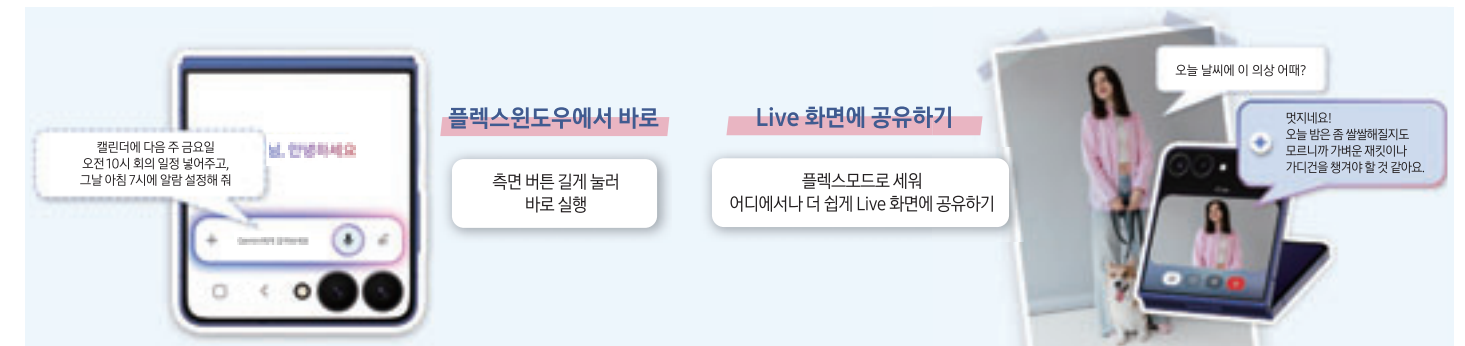 캘린더에 다음 주 금요일
오전 10시 회의 일정 넣어주고,
그날 아침 7시에 알람 설정해 줘
님, 안녕하세요
플렉스윈도우에서 바로
측면 버튼 길게 눌러
바로 실행
Live 화면에 공유하기
플렉스모드로 세워
어디에서나 더 쉽게 Live 화면에 공유하기
오늘 날씨에 이 의상 어때?
멋지네요!
오늘 밤은 좀 쌀쌀해질지도
모르니까 가벼운 재킷이나
가디건을 챙겨야 할 것 같아요.